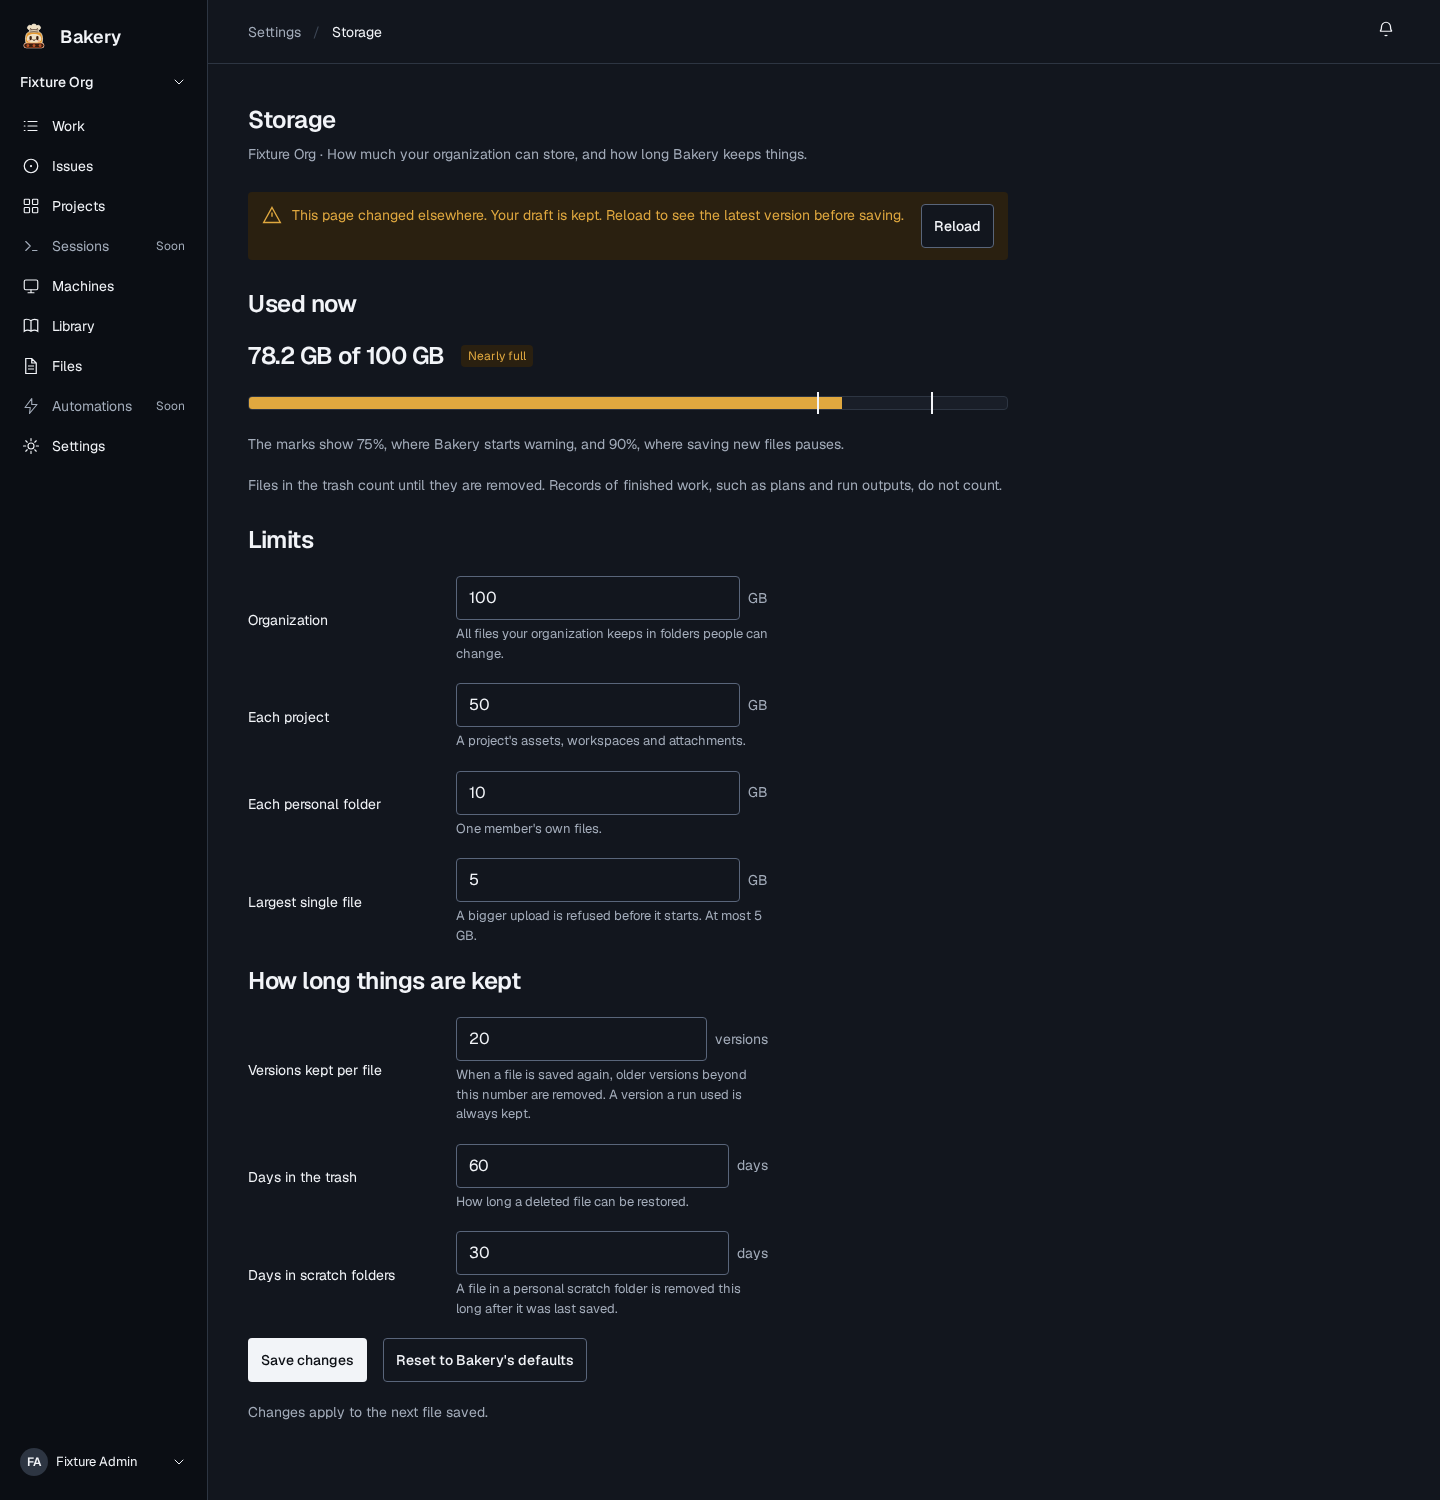 Bakery
Settings / Storage
Fixture Org
Work
Issues
Projects
Sessions Soon
Machines
Library
Files
Automations Soon
Settings
Storage
Fixture Org · How much your organization can store, and how long Bakery keeps things.
This page changed elsewhere. Your draft is kept. Reload to see the latest version before saving.
Reload
Used now
78.2 GB of 100 GB Nearly full
The marks show 75%, where Bakery starts warning, and 90%, where saving new files pauses.
Files in the trash count until they are removed. Records of finished work, such as plans and run outputs, do not count.
Limits
Organization
100 GB
All files your organization keeps in folders people can
change.
Each project
50 GB
A project's assets, workspaces and attachments.
Each personal folder
10 GB
One member's own files.
Largest single file
5 GB
A bigger upload is refused before it starts. At most 5
GB.
How long things are kept
Versions kept per file
20 versions
When a file is saved again, older versions beyond
this number are removed. A version a run used is
always kept.
Days in the trash
60 days
How long a deleted file can be restored.
Days in scratch folders
30 days
A file in a personal scratch folder is removed this
long after it was last saved.
Save changes
Reset to Bakery's defaults
Changes apply to the next file saved.
FA Fixture Admin